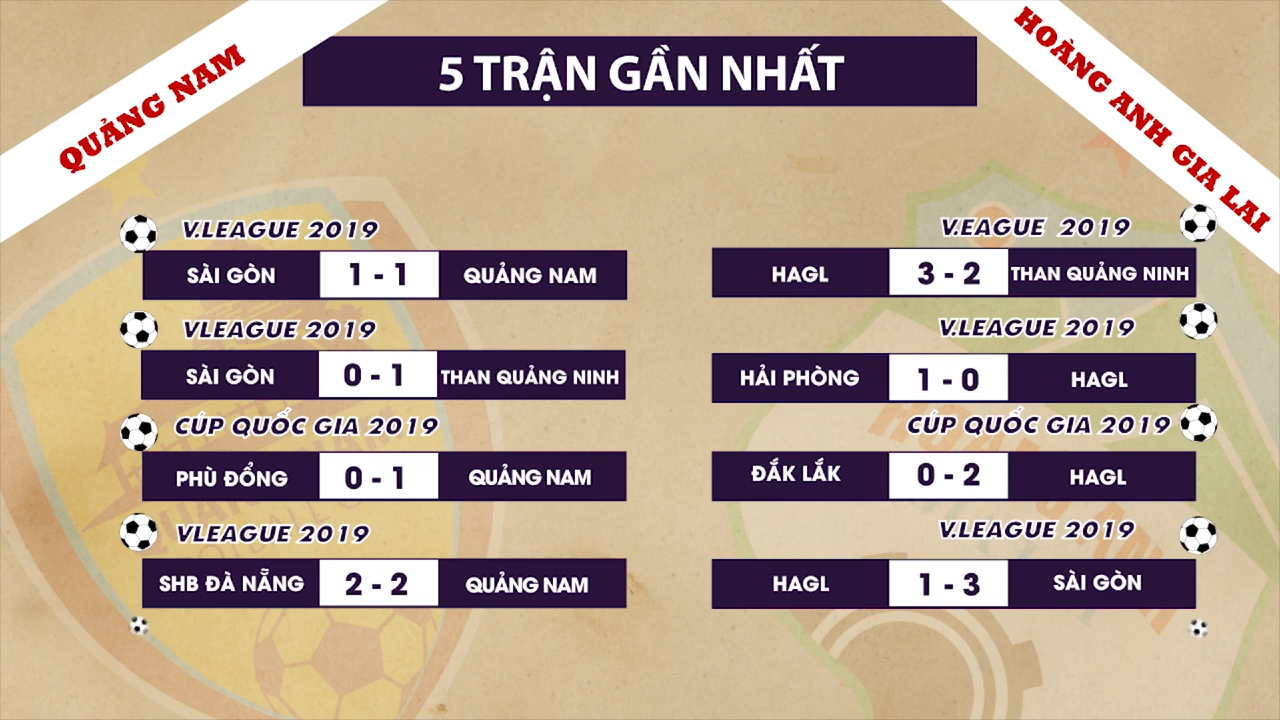 QUẢNG NAM
5 TRẬN GẦN NHẤT
HOÀNG ANH GIA LAI
V.LEAGUE 2019
SÀI GÒN 1 - 1 QUẢNG NAM
VLEAGUE 2019
SÀI GÒN 0 - 1 THAN QUẢNG NINH
CÚP QUỐC GIA 2019
PHÙ ĐỔNG 0 - 1 QUẢNG NAM
VLEAGUE 2019
SHB ĐÀ NẴNG 2 - 2 QUẢNG NAM
V.EAGUE 2019
HAGL 3 - 2 THAN QUẢNG NINH
V.LEAGUE 2019
HẢI PHÒNG 1 - 0 HAGL
CÚP QUỐC GIA 2019
ĐẮK LẮK 0 - 2 HAGL
V.LEAGUE 2019
HAGL 1 - 3 SÀI GÒN